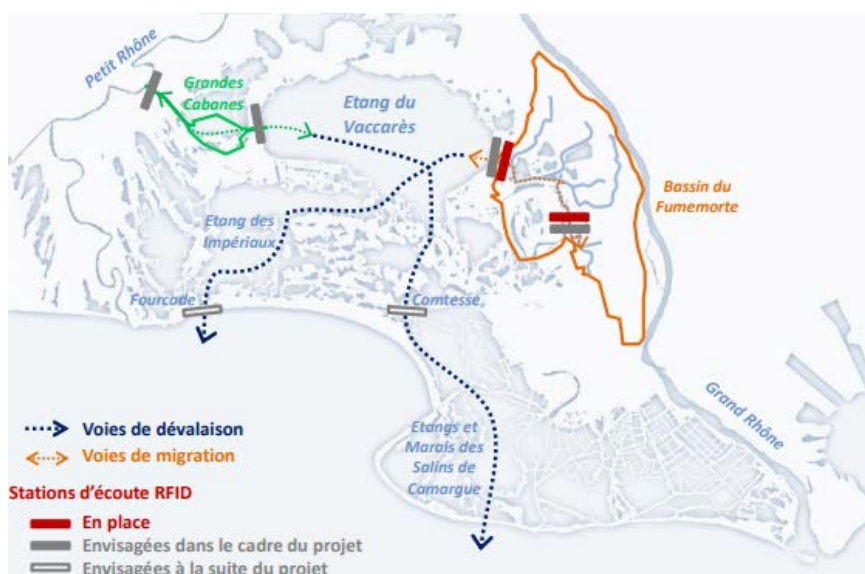 Petit Rhône
Grandes
Cabanes
Etang du
Vaccarès
Bassin du
Fumemorte
Etang des
Impériaux
Fourcade
Comtesse
Grand Rhône
Etangs et
Marais des
Salins de
Camargue
Voies de dévalaison
Voies de migration
Stations d'écoute RFID
En place
Envisagées dans le cadre du projet
Envisagées à la suite du projet